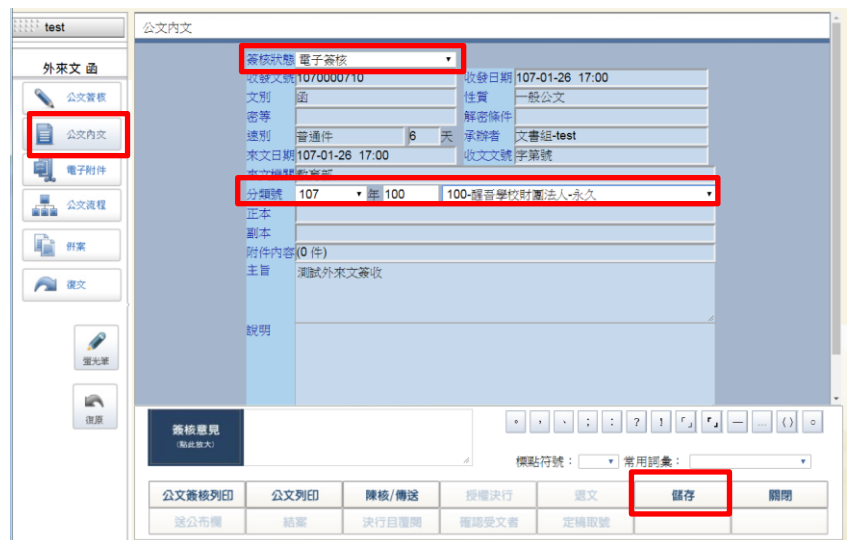 test
公文內文
外來文 函
公文簽核
公文內文
電子附件
公文流程
併案
復文
螢光筆
復原
簽核狀態 電子簽核
收發文號 1070000710 收發日期 107-01-26 17:00
文別 函 性質 一般公文
密等 解密條件
速別 普通件 6 天 承辦者 文書組-test
來文日期 107-01-26 17:00 收文文號 字第號
來文機關 教育部
分類號 107 年 100 100-醒吾學校財團法人-永久
正本
副本
附件內容 (0 件)
主旨 測試外來文簽收
說明
簽核意見
(點此放大)
。 , 、 ; : ? ! 「」 『』 — … () ○
標點符號： 常用詞彙：
公文簽核列印 公文列印 陳核/傳送 授權決行 退文 儲存 關閉
送公布欄 結案 決行目覆閱 確認受文者 定稿取號